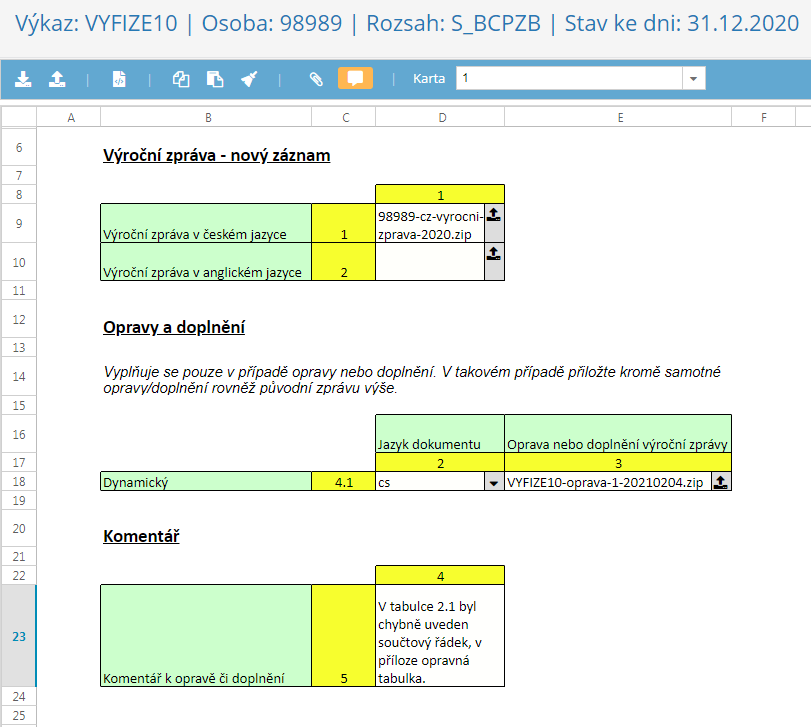 Výkaz: VYFIZE10 | Osoba: 98989 | Rozsah: S_BCPZB | Stav ke dni: 31.12.2020
Karta 1
A B C D E F
6 Výroční zpráva - nový záznam
7
8 1
9 Výroční zpráva v českém jazyce 1 98989-cz-vyrocni-
zprava-2020.zip
10 Výroční zpráva v anglickém jazyce 2
11
12 Opravy a doplnění
13
14 Vyplňuje se pouze v případě opravy nebo doplnění. V takovém případě přiložte kromě samotné
opravy/doplnění rovněž původní zprávu výše.
15
16 Jazyk dokumentu Oprava nebo doplnění výroční zprávy
17 2 3
18 Dynamický 4.1 cs VYFIZE10-oprava-1-20210204.zip
19
20 Komentář
21
22 4
23 Komentář k opravě či doplnění 5 V tabulce 2.1 byl
chybně uveden
součtový řádek, v
příloze opravná
tabulka.
24
25